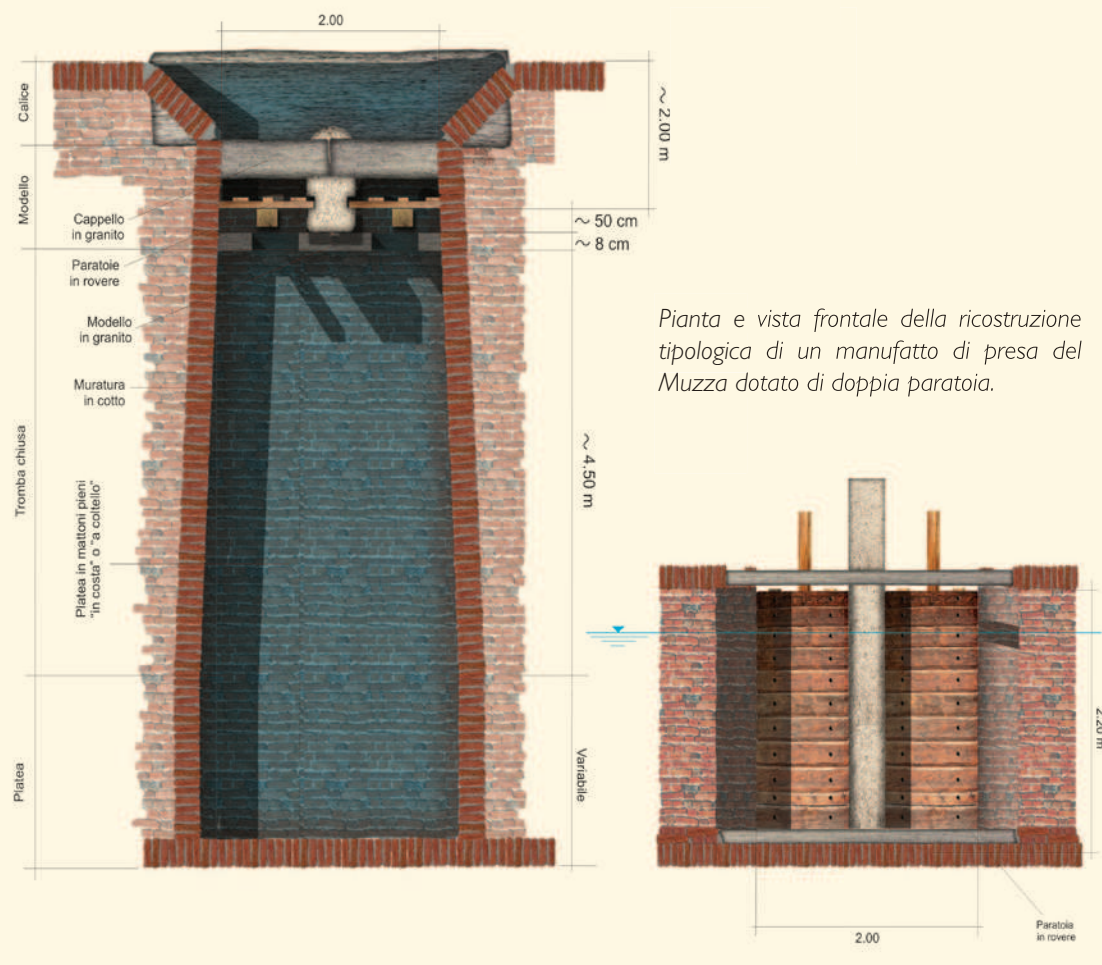 2.00
Calice
~ 2.00 m
Modello
Cappello
in granito
~ 50 cm
~ 8 cm
Paratoie
in rovere
Modello
in granito
Muratura
in cotto
Pianta e vista frontale della ricostruzione
tipologica di un manufatto di presa del
Muzza dotato di doppia paratoia.
Tromba chiusa
~ 4.50 m
Platea in mattoni pieni
"in costa" o "a coltello"
Platea
Variabile
2.20 m
2.00
Paratoia
in rovere